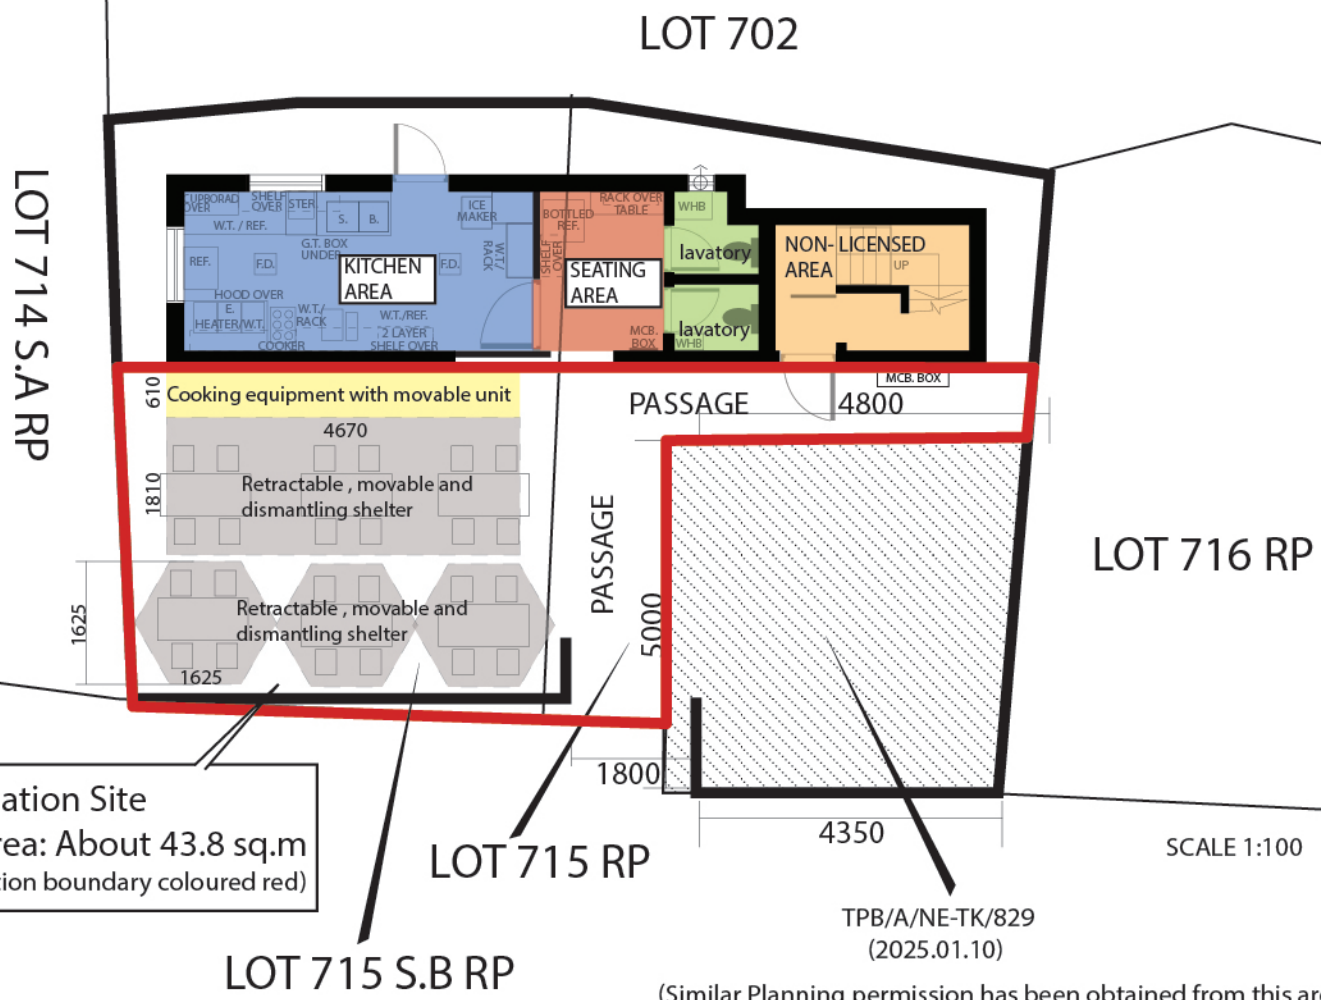 LOT 702
LOT 714 S.A RP
CUPBORAD
OVER
SHELF
OVER
STER.
W.T. / REF.
S.
B.
ICE
MAKER
G.T. BOX
UNDER
REF.
F.D.
F.D.
W.T./
RACK
KITCHEN
AREA
HOOD OVER
E.
HEATER/W.T.
W.T./
RACK
W.T./REF.
2 LAYER
SHELF OVER
COOKER
RACK OVER
TABLE
BOTTLED
REF.
SHELF
OVER
SEATING
AREA
MCB.
BOX
WHB
lavatory
lavatory
WHB
NON-LICENSED
AREA
UP
MCB. BOX
610
Cooking equipment with movable unit
PASSAGE
4800
4670
1810
Retractable , movable and
dismantling shelter
PASSAGE
LOT 716 RP
1625
Retractable , movable and
dismantling shelter
5000
1625
1800
ation Site
rea: About 43.8 sq.m
tion boundary coloured red)
4350
SCALE 1:100
LOT 715 RP
TPB/A/NE-TK/829
(2025.01.10)
LOT 715 S.B RP
(Similar Planning permission has been obtained from this ar